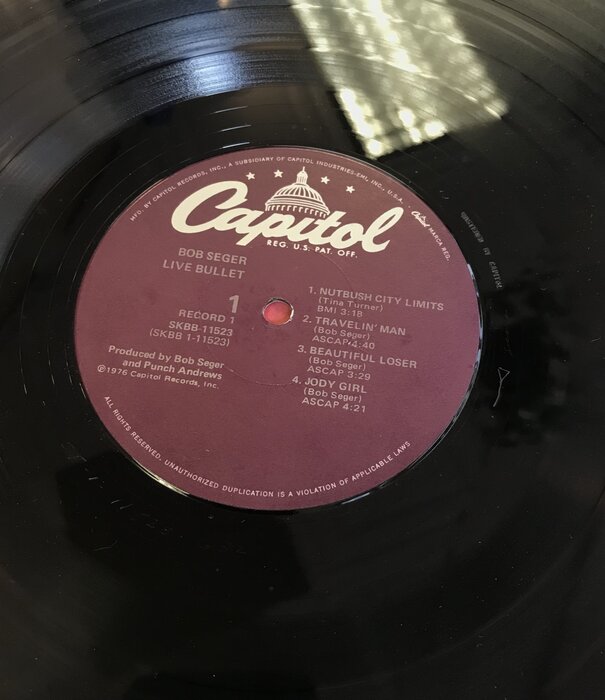 MFG. BY CAPITOL RECORDS, INC., A SUBSIDIARY OF CAPITOL INDUSTRIES-EMI, INC., U.S.A.
Capitol MARCA REG.
Capitol
REG. U.S. PAT. OFF.
BOB SEGER
LIVE BULLET
1
RECORD 1
SKBB-11523
(SKBB 1-11523)
Produced by Bob Seger
and Punch Andrews
℗1976 Capitol Records, Inc.
1. NUTBUSH CITY LIMITS
(Tina Turner)
BMI 3:18
2. TRAVELIN' MAN
(Bob Seger)
ASCAP 4:40
3. BEAUTIFUL LOSER
(Bob Seger)
ASCAP 3:29
4. JODY GIRL
(Bob Seger)
ASCAP 4:21
ALL RIGHTS RESERVED. UNAUTHORIZED DUPLICATION IS A VIOLATION OF APPLICABLE LAWS